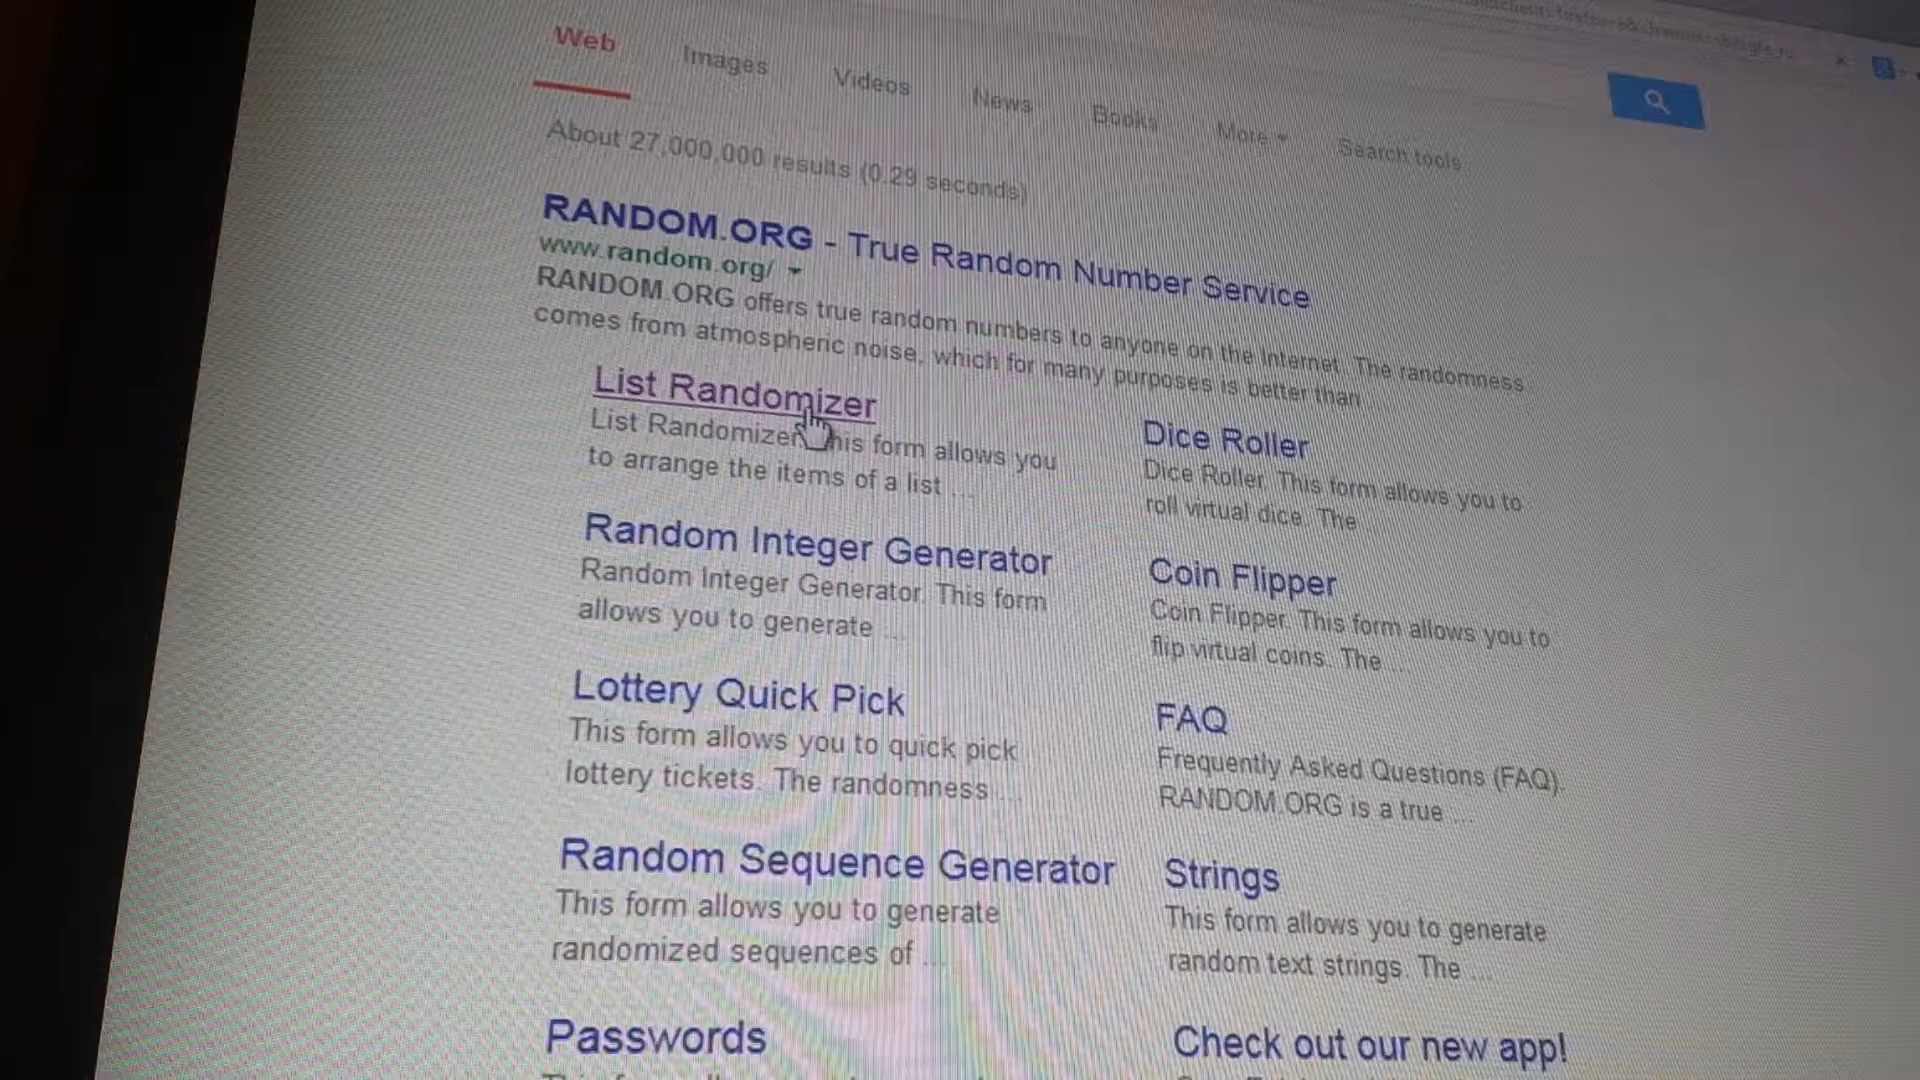 Web Images Videos News Books More Search tools
About 27,000,000 results (0.29 seconds)
RANDOM.ORG - True Random Number Service
www.random.org/
RANDOM.ORG offers true random numbers to anyone on the Internet. The randomness
comes from atmospheric noise, which for many purposes is better than
List Randomizer
List Randomizer This form allows you
to arrange the items of a list ...
Dice Roller
Dice Roller. This form allows you to
roll virtual dice. The
Random Integer Generator
Random Integer Generator. This form
allows you to generate ...
Coin Flipper
Coin Flipper. This form allows you to
flip virtual coins. The ...
Lottery Quick Pick
This form allows you to quick pick
lottery tickets. The randomness ...
FAQ
Frequently Asked Questions (FAQ).
RANDOM.ORG is a true ...
Random Sequence Generator
This form allows you to generate
randomized sequences of ...
Strings
This form allows you to generate
random text strings. The ...
Passwords
Check out our new app!